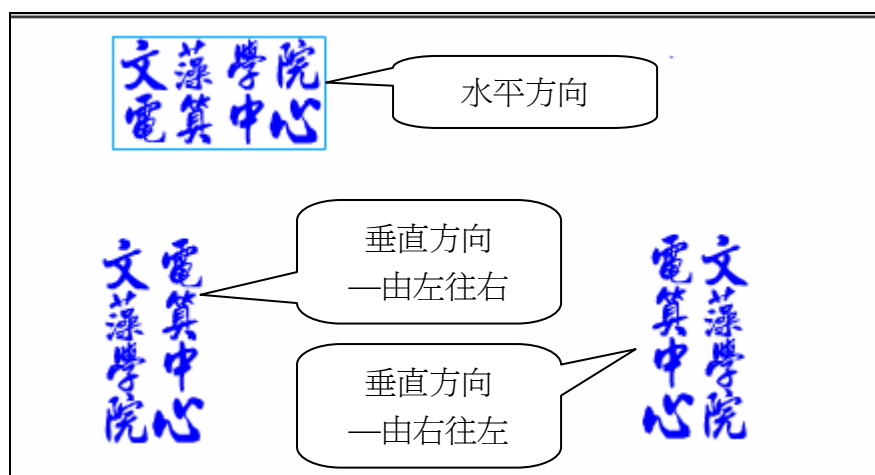 文藻學院
電算中心
水平方向
文藻學院
電算中心
垂直方向
—由左往右
垂直方向
—由右往左
文藻學院
電算中心